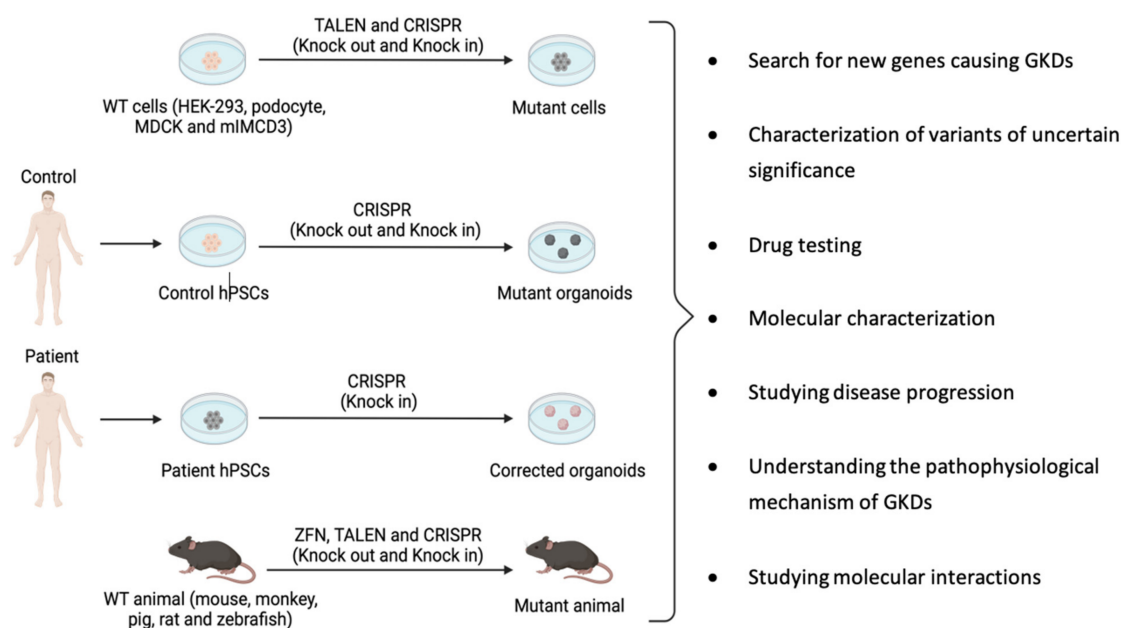 TALEN and CRISPR
(Knock out and Knock in)
WT cells (HEK-293, podocyte,
MDCK and mIMCD3)
Mutant cells
Control
CRISPR
(Knock out and Knock in)
Control hPSCs
Mutant organoids
Patient
CRISPR
(Knock in)
Patient hPSCs
Corrected organoids
ZFN, TALEN and CRISPR
(Knock out and Knock in)
WT animal (mouse, monkey,
pig, rat and zebrafish)
Mutant animal
• Search for new genes causing GKDs
• Characterization of variants of uncertain
significance
• Drug testing
• Molecular characterization
• Studying disease progression
• Understanding the pathophysiological
mechanism of GKDs
• Studying molecular interactions